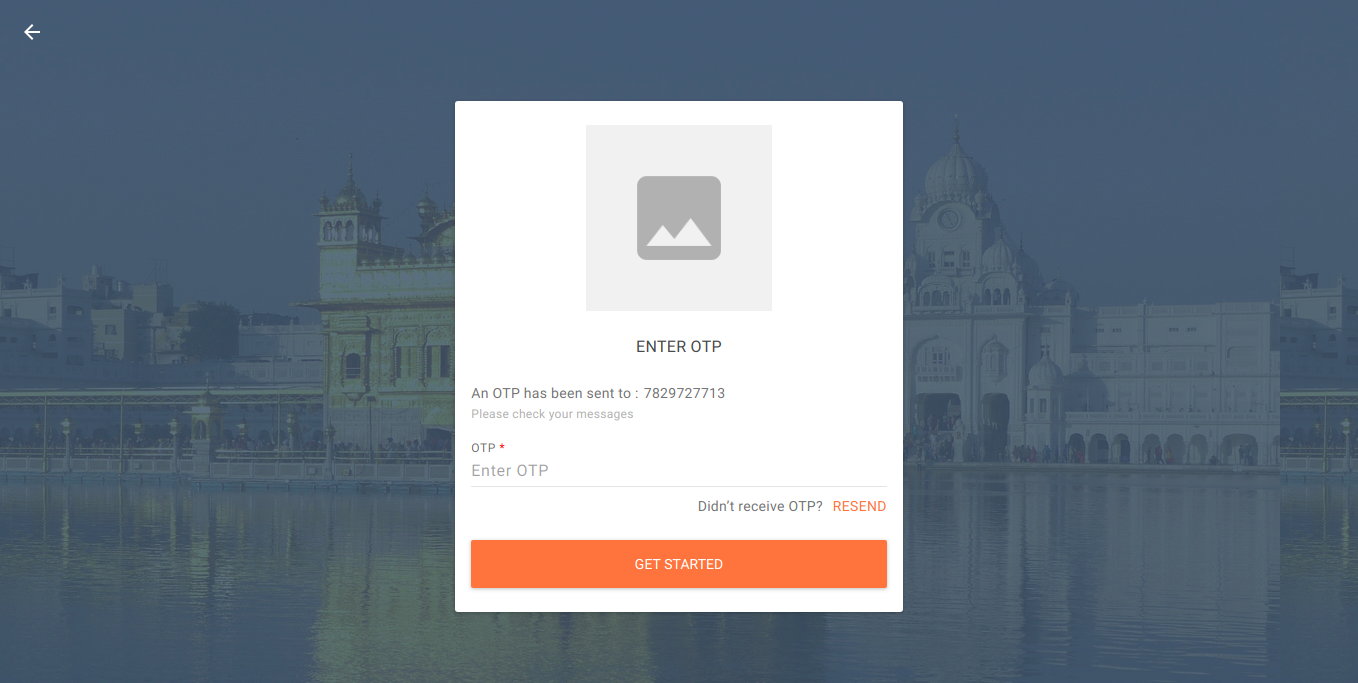 ENTER OTP
An OTP has been sent to : 7829727713
Please check your messages
OTP *
Enter OTP
Didn't receive OTP? RESEND
GET STARTED